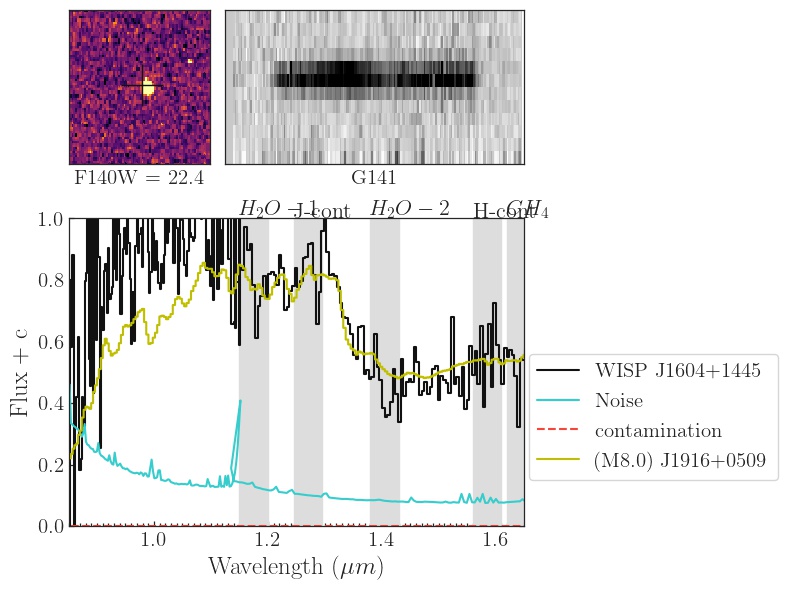 F140W = 22.4
G141
H₂O − 1
J-cont
H₂O − 2
H-cont
CH₄
1.0
0.8
0.6
0.4
0.2
0.0
Flux + c
1.0
1.2
1.4
1.6
Wavelength (μm)
WISP J1604+1445
Noise
contamination
(M8.0) J1916+0509